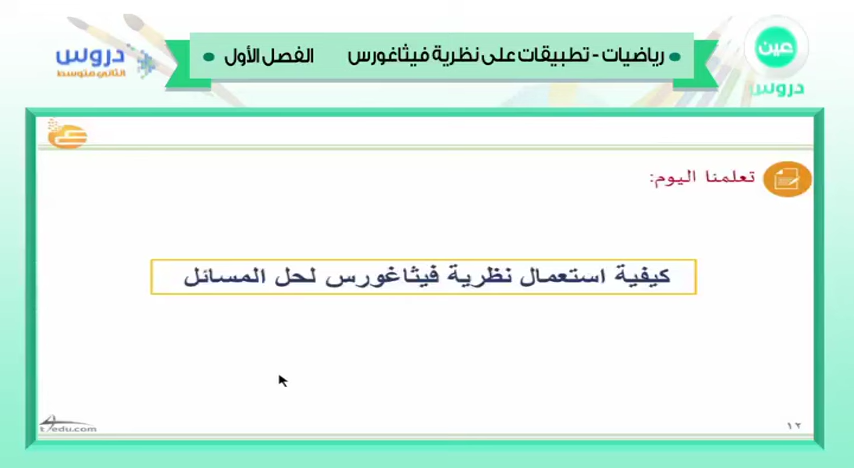 عين
دروس
رياضيات - تطبيقات على نظرية فيثاغورس الفصل الأول
دروس
الثاني متوسط
تعلمنا اليوم:
كيفية استعمال نظرية فيثاغورس لحل المسائل
t4edu.com
١٢